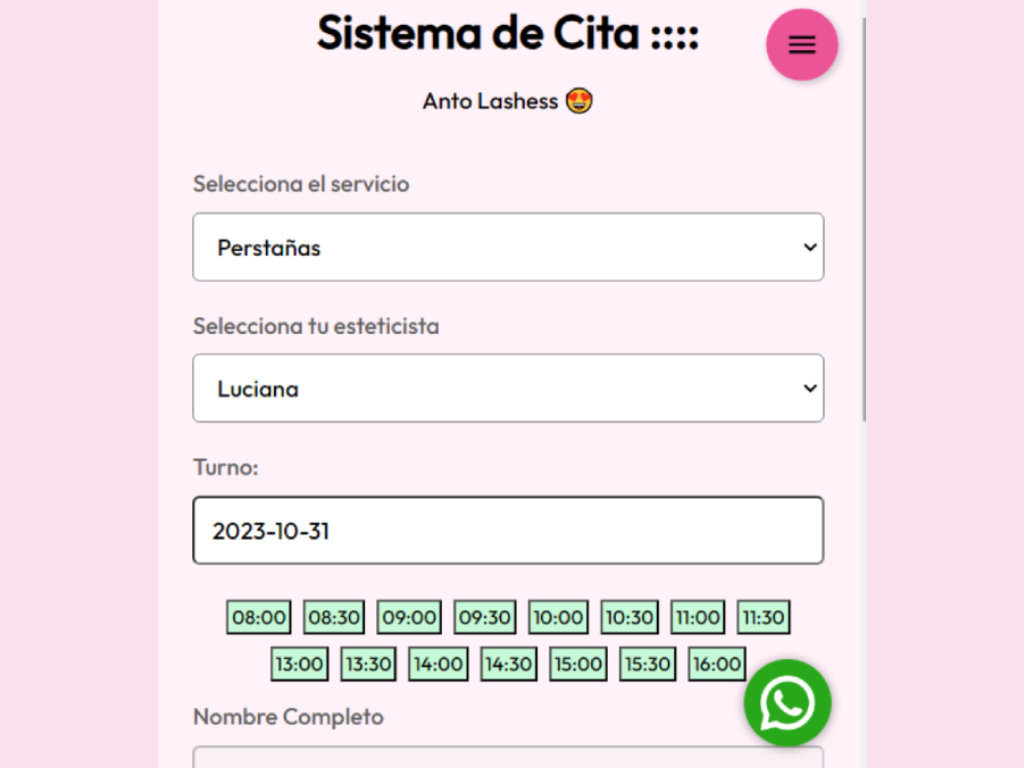 Sistema de Cita ::::
Anto Lashess 😍
Selecciona el servicio
Perstañas
Selecciona tu esteticista
Luciana
Turno:
2023-10-31
08:00 08:30 09:00 09:30 10:00 10:30 11:00 11:30
13:00 13:30 14:00 14:30 15:00 15:30 16:00
Nombre Completo